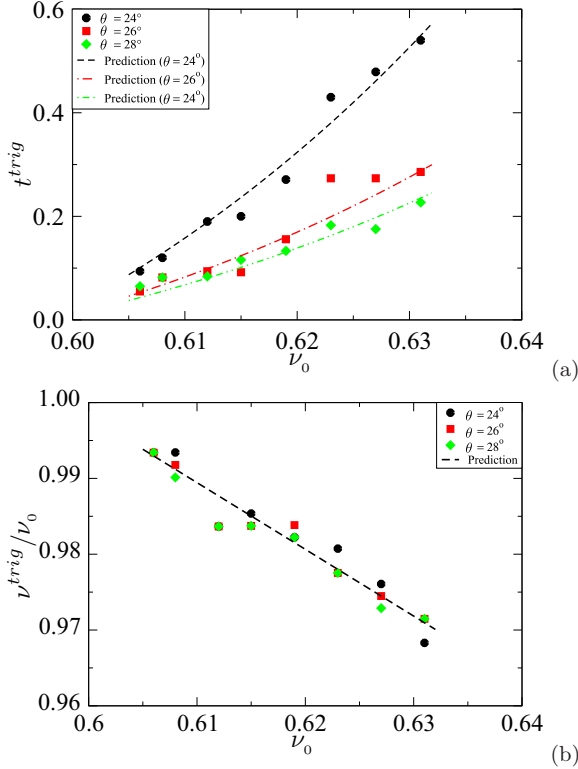 0.6
θ = 24°
θ = 26°
θ = 28°
Prediction (θ = 24°)
Prediction (θ = 26°)
Prediction (θ = 24°)
0.4
t^trig
0.2
0.0
0.60 0.61 0.62 0.63 0.64
ν₀
(a)
1.00
θ = 24°
θ = 26°
θ = 28°
Prediction
0.99
ν^trig/ν₀
0.98
0.97
0.96
0.6 0.61 0.62 0.63 0.64
ν₀
(b)